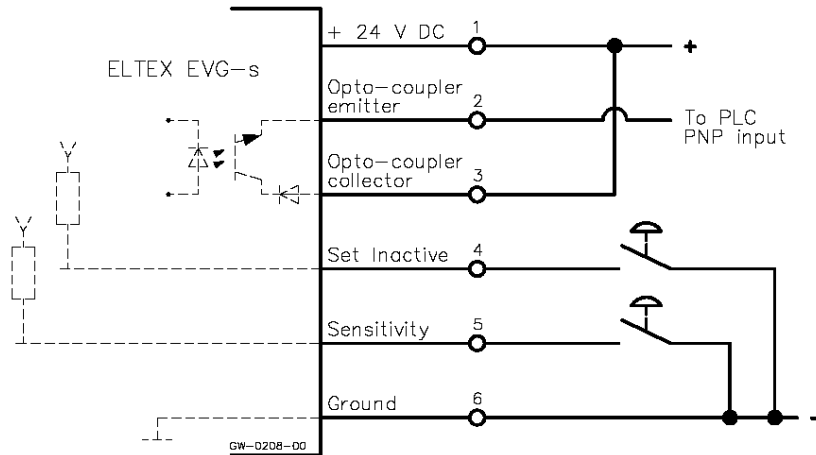 ELTEX EVG-s
+ 24 V DC
1
+
Opto-coupler
emitter
2
To PLC
PNP input
Opto-coupler
collector
3
Set Inactive
4
Sensitivity
5
Ground
6
-
GW-0208-00